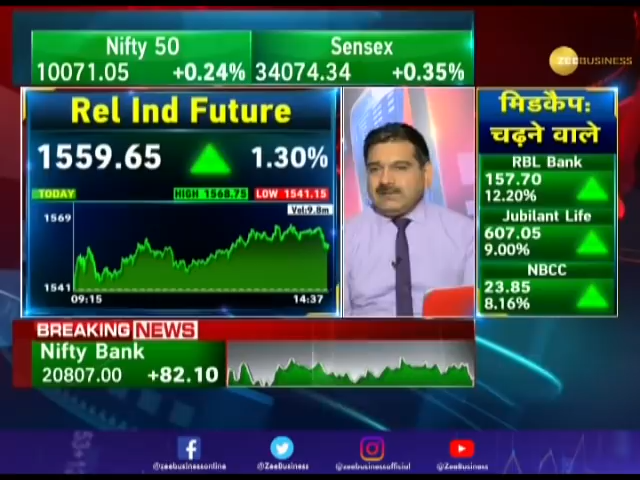 Nifty 50
10071.05 +0.24%
Sensex
34074.34 +0.35%
ZEEBUSINESS
Rel Ind Future
1559.65 1.30%
TODAY HIGH 1568.75 LOW 1541.15
Vol:9.8m
1569
1541
09:15 14:37
मिडकैप:
चढ़ने वाले
RBL Bank
157.70
12.20%
Jubilant Life
607.05
9.00%
NBCC
23.85
8.16%
BREAKING NEWS
Nifty Bank
20807.00 +82.10
@zeebusinessonline @ZeeBusiness @zeebusinessofficial @ZeeBusiness